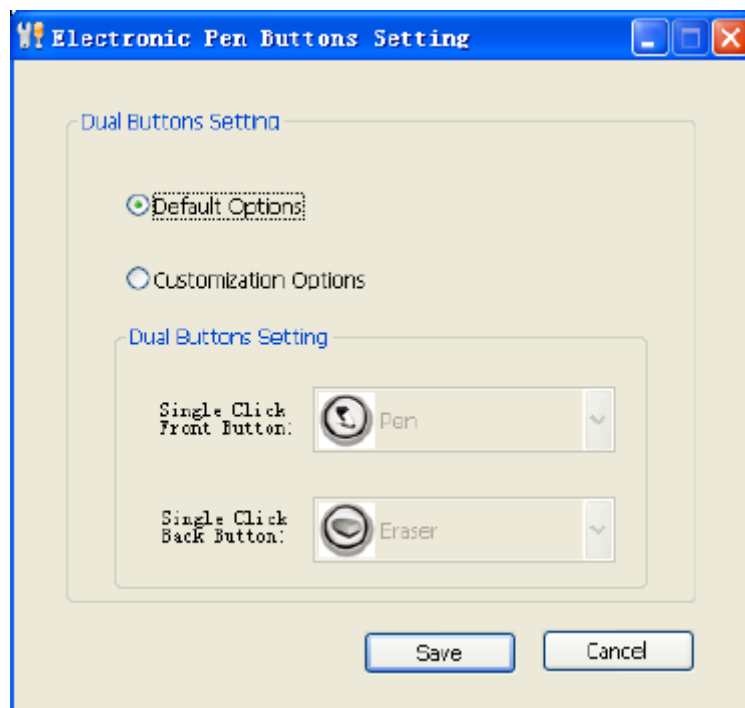 Electronic Pen Buttons Setting
Dual Buttons Setting
Default Options
Customization Options
Dual Buttons Setting
Single Click
Front Button:
Pen
Single Click
Back Button:
Eraser
Save
Cancel